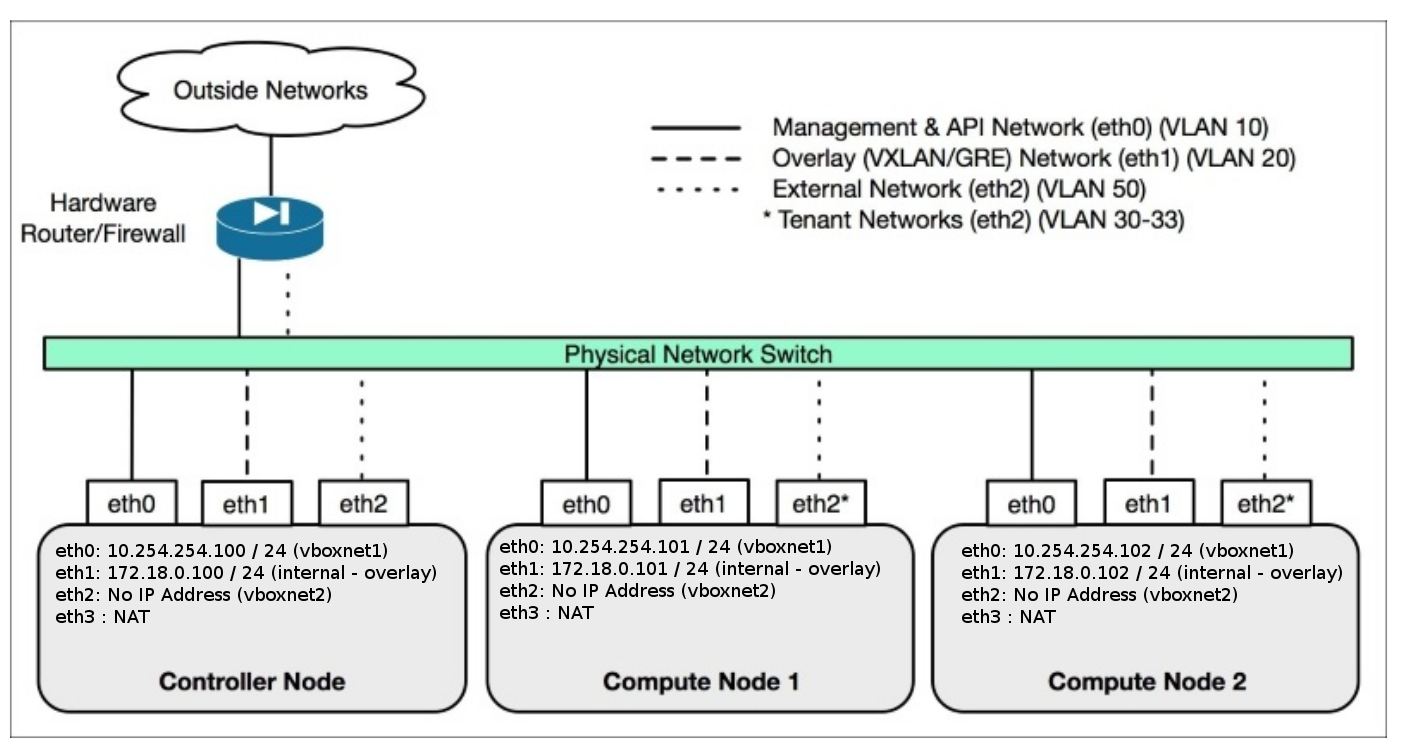 Outside Networks
Management & API Network (eth0) (VLAN 10)
Overlay (VXLAN/GRE) Network (eth1) (VLAN 20)
External Network (eth2) (VLAN 50)
* Tenant Networks (eth2) (VLAN 30-33)
Hardware
Router/Firewall
Physical Network Switch
eth0
eth1
eth2
eth0
eth1
eth2*
eth0
eth1
eth2*
eth0: 10.254.254.100 / 24 (vboxnet1)
eth1: 172.18.0.100 / 24 (internal - overlay)
eth2: No IP Address (vboxnet2)
eth3 : NAT
Controller Node
eth0: 10.254.254.101 / 24 (vboxnet1)
eth1: 172.18.0.101 / 24 (internal - overlay)
eth2: No IP Address (vboxnet2)
eth3 : NAT
Compute Node 1
eth0: 10.254.254.102 / 24 (vboxnet1)
eth1: 172.18.0.102 / 24 (internal - overlay)
eth2: No IP Address (vboxnet2)
eth3 : NAT
Compute Node 2